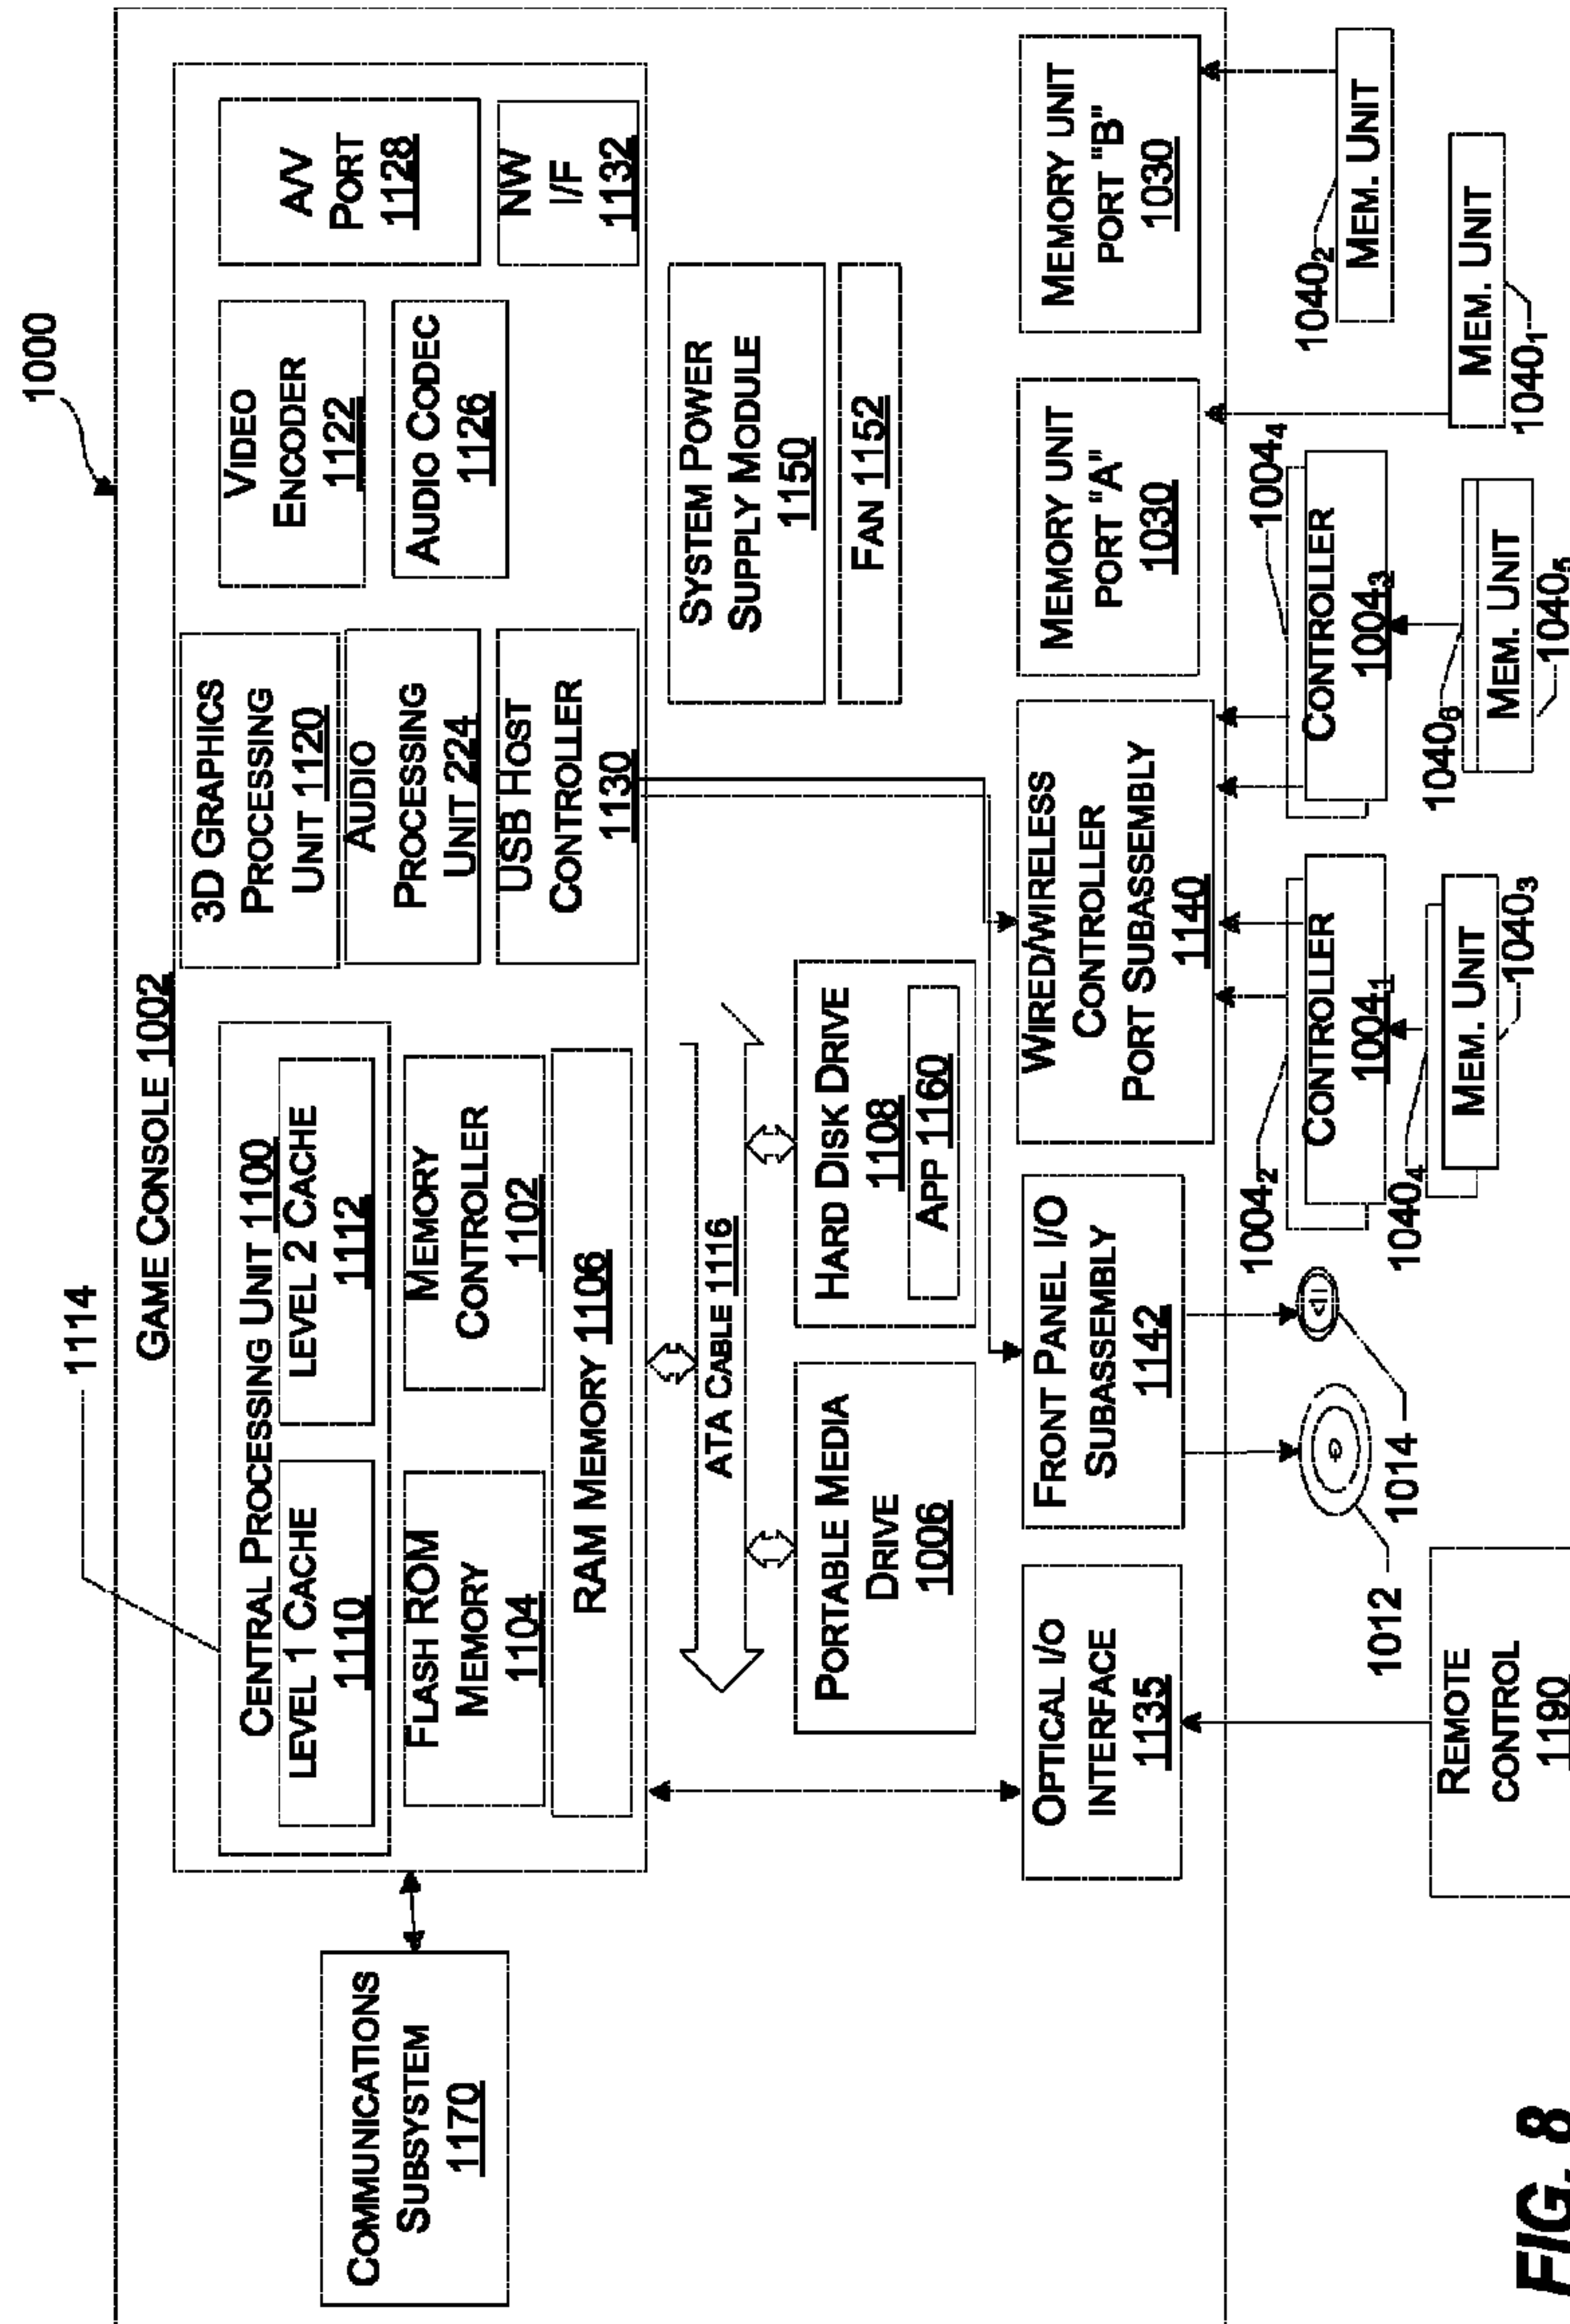 1000
1114
GAME CONSOLE 1002
CENTRAL PROCESSING UNIT 1100
LEVEL 1 CACHE
1110
LEVEL 2 CACHE
1112
FLASH ROM
MEMORY
1104
MEMORY
CONTROLLER
1102
RAM MEMORY 1106
3D GRAPHICS
PROCESSING
UNIT 1120
AUDIO
PROCESSING
UNIT 224
USB HOST
CONTROLLER
1130
VIDEO
ENCODER
1122
AUDIO CODEC
1126
A/V
PORT
1128
NW
I/F
1132
COMMUNICATIONS
SUBSYSTEM
1170
ATA CABLE 1116
SYSTEM POWER
SUPPLY MODULE
1150
FAN 1152
PORTABLE MEDIA
DRIVE
1006
HARD DISK DRIVE
1108
APP 1160
OPTICAL I/O
INTERFACE
1135
FRONT PANEL I/O
SUBASSEMBLY
1142
WIRED/WIRELESS
CONTROLLER
PORT SUBASSEMBLY
1140
MEMORY UNIT
PORT "A"
1030
MEMORY UNIT
PORT "B"
1030
1012
1014
1004₂
CONTROLLER
1004₁
1004₄
CONTROLLER
1004₃
1040₂
MEM. UNIT
1040₄
MEM. UNIT
1040₃
1040₆
MEM. UNIT
1040₅
MEM. UNIT
1040₁
REMOTE
CONTROL
1190
FIG. 8